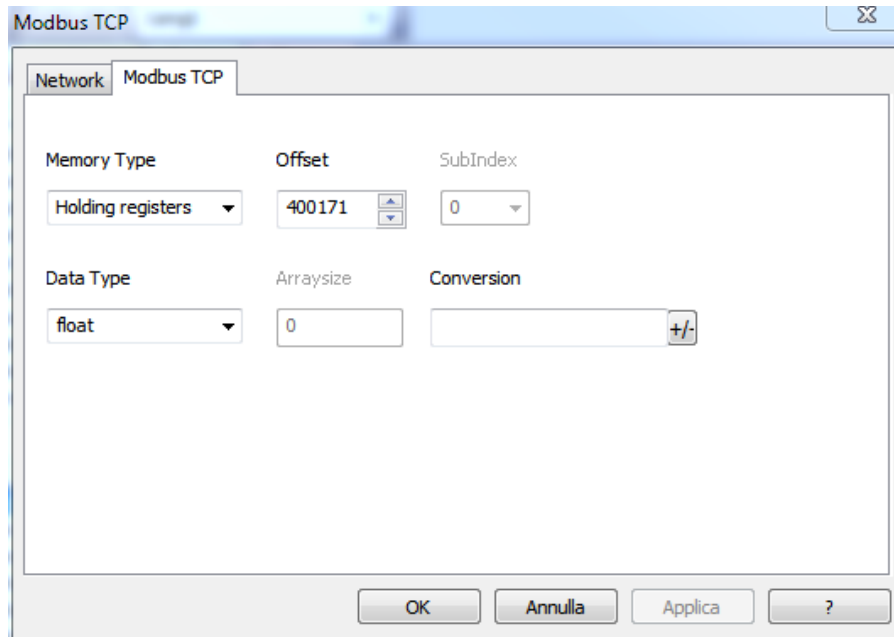 Modbus TCP
Network Modbus TCP
Memory Type Offset SubIndex
Holding registers 400171 0
Data Type Arraysize Conversion
float 0 +/-
OK Annulla Applica ?